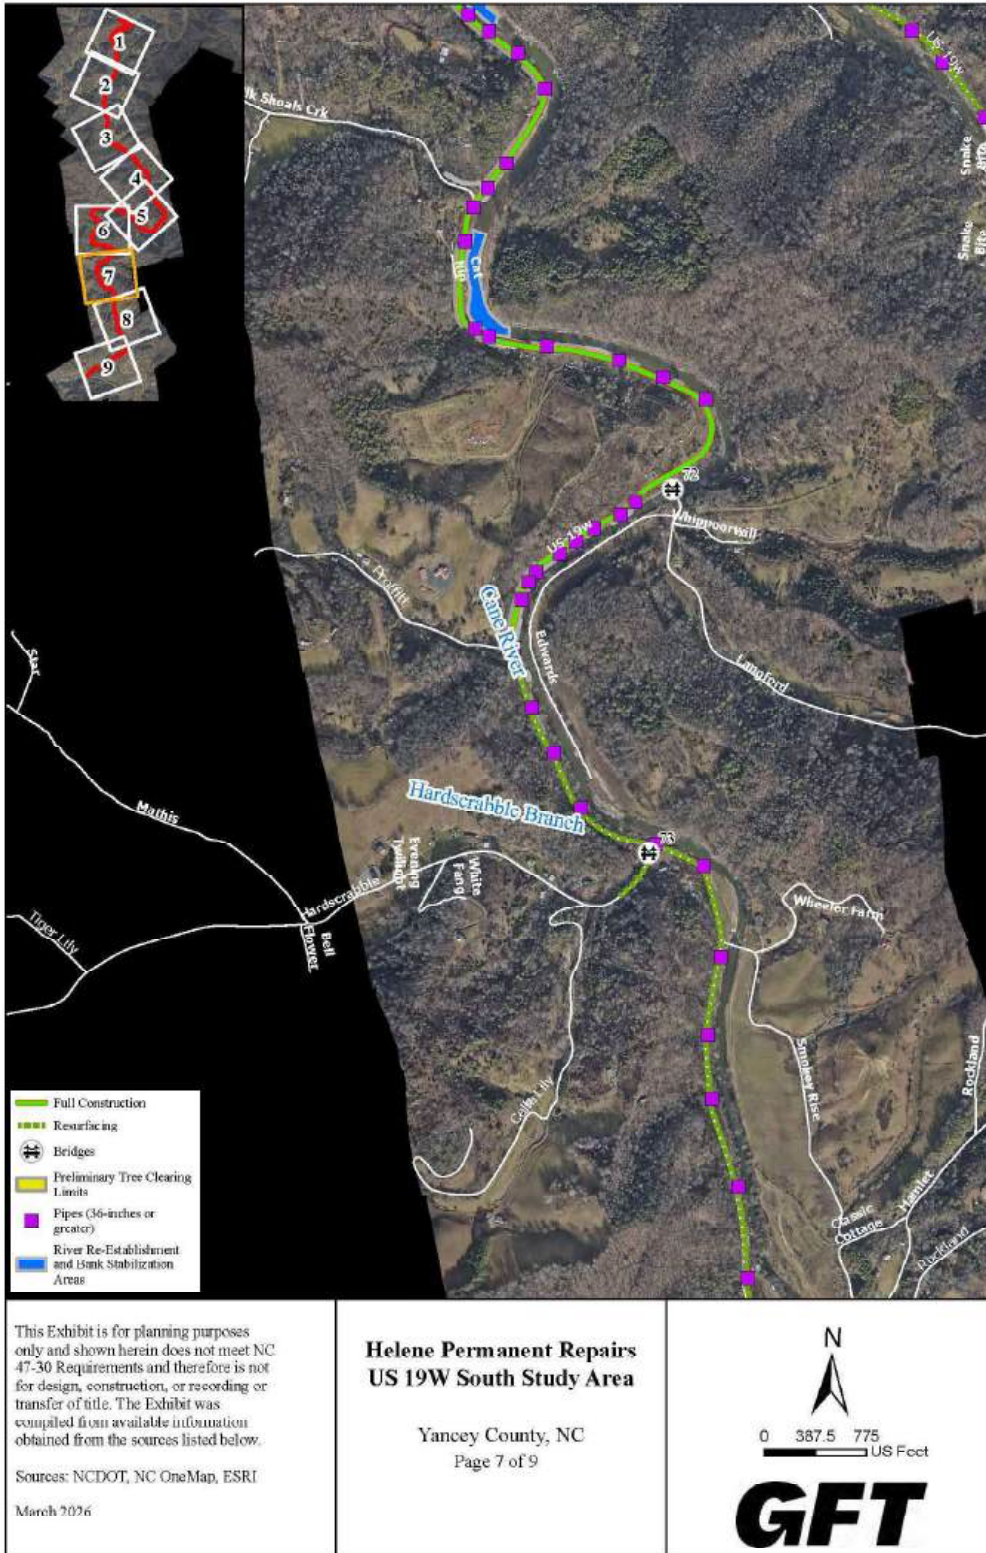 1
2
3
4
5
6
7
8
9
lk Shoals Crk
US-19W
Snake
Bite
Snake
Bite
Cat
72
Whippoorwill
US-19W
Proffitt
Cane River
Edwards
Langford
Star
Mathis
Hardscrabble Branch
73
Evening
Twilight
White
Fang
Hardscrabble
Bell
Flower
Tiger Lily
Wheeler Farm
Smokey Rise
Rockland
Hamlet
Classic
Cottage
Rockland
Full Construction
Resurfacing
Bridges
Preliminary Tree Clearing
Limits
Pipes (36-inches or
greater)
River Re-Establishment
and Bank Stabilization
Areas
This Exhibit is for planning purposes
only and shown herein does not meet NC
47-30 Requirements and therefore is not
for design, construction, or recording or
transfer of title. The Exhibit was
compiled from available information
obtained from the sources listed below.
Sources: NCDOT, NC OneMap, ESRI
March 2026
Helene Permanent Repairs
US 19W South Study Area
Yancey County, NC
Page 7 of 9
N
0 387.5 775
US Feet
GFT